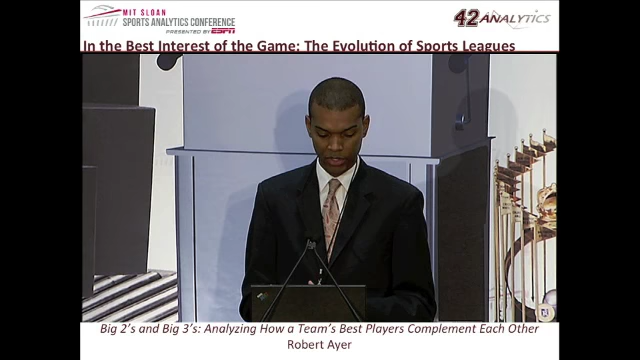 MIT SLOAN
SPORTS ANALYTICS CONFERENCE
PRESENTED BY ESPN
42 ANALYTICS
In the Best Interest of the Game: The Evolution of Sports Leagues
Big 2's and Big 3's: Analyzing How a Team's Best Players Complement Each Other
Robert Ayer